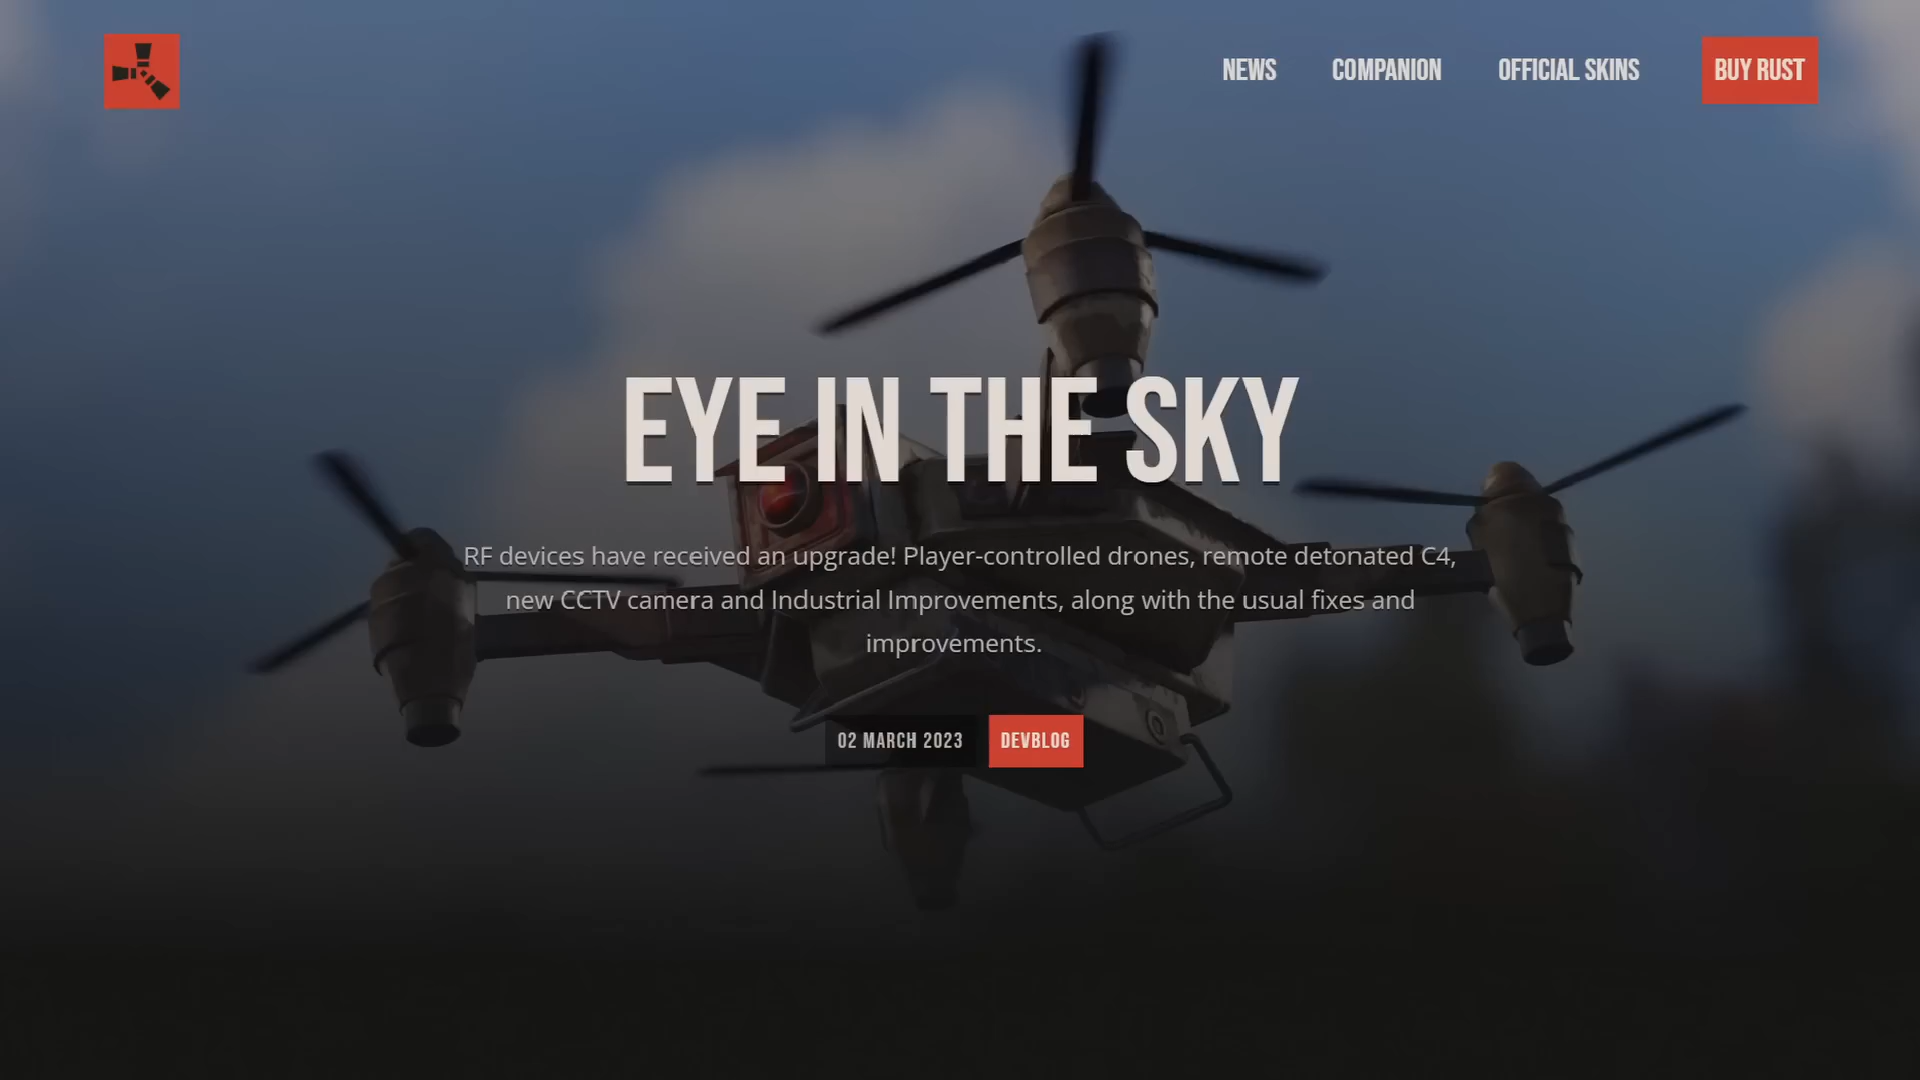 NEWS COMPANION OFFICIAL SKINS BUY RUST
EYE IN THE SKY
RF devices have received an upgrade! Player-controlled drones, remote detonated C4,
new CCTV camera and Industrial Improvements, along with the usual fixes and
improvements.
02 MARCH 2023 DEVBLOG